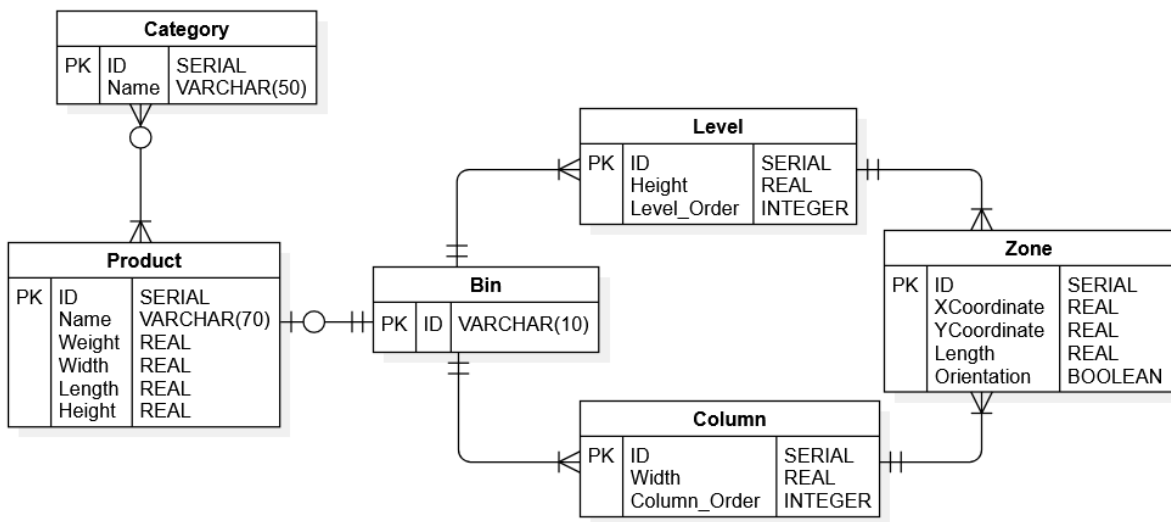 Category
PK ID SERIAL
Name VARCHAR(50)
Level
PK ID SERIAL
Height REAL
Level_Order INTEGER
Product
PK ID SERIAL
Name VARCHAR(70)
Weight REAL
Width REAL
Length REAL
Height REAL
Bin
PK ID VARCHAR(10)
Zone
PK ID SERIAL
XCoordinate REAL
YCoordinate REAL
Length REAL
Orientation BOOLEAN
Column
PK ID SERIAL
Width REAL
Column_Order INTEGER